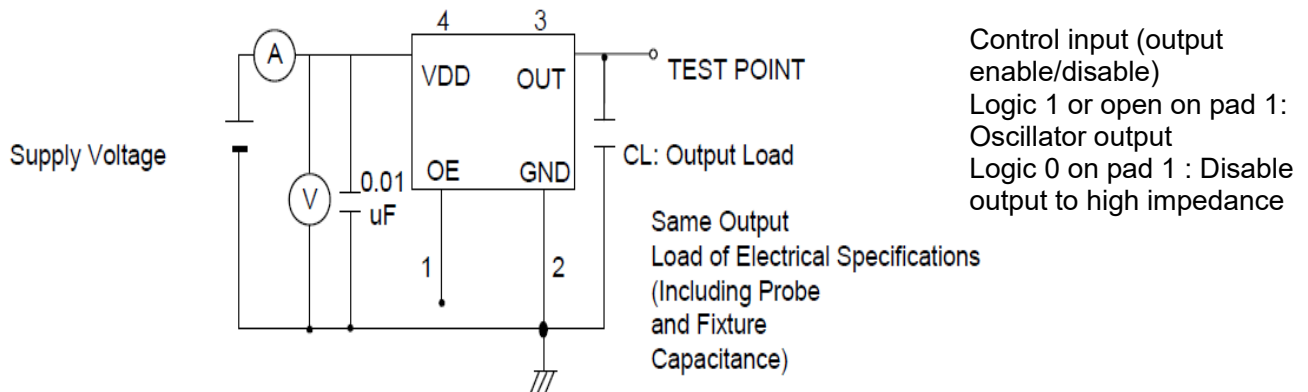 4
3
A
VDD
OUT
TEST POINT
Supply Voltage
V
0.01
uF
OE
GND
CL: Output Load
1
2
Same Output
Load of Electrical Specifications
(Including Probe
and Fixture
Capacitance)
Control input (output
enable/disable)
Logic 1 or open on pad 1:
Oscillator output
Logic 0 on pad 1 : Disable
output to high impedance